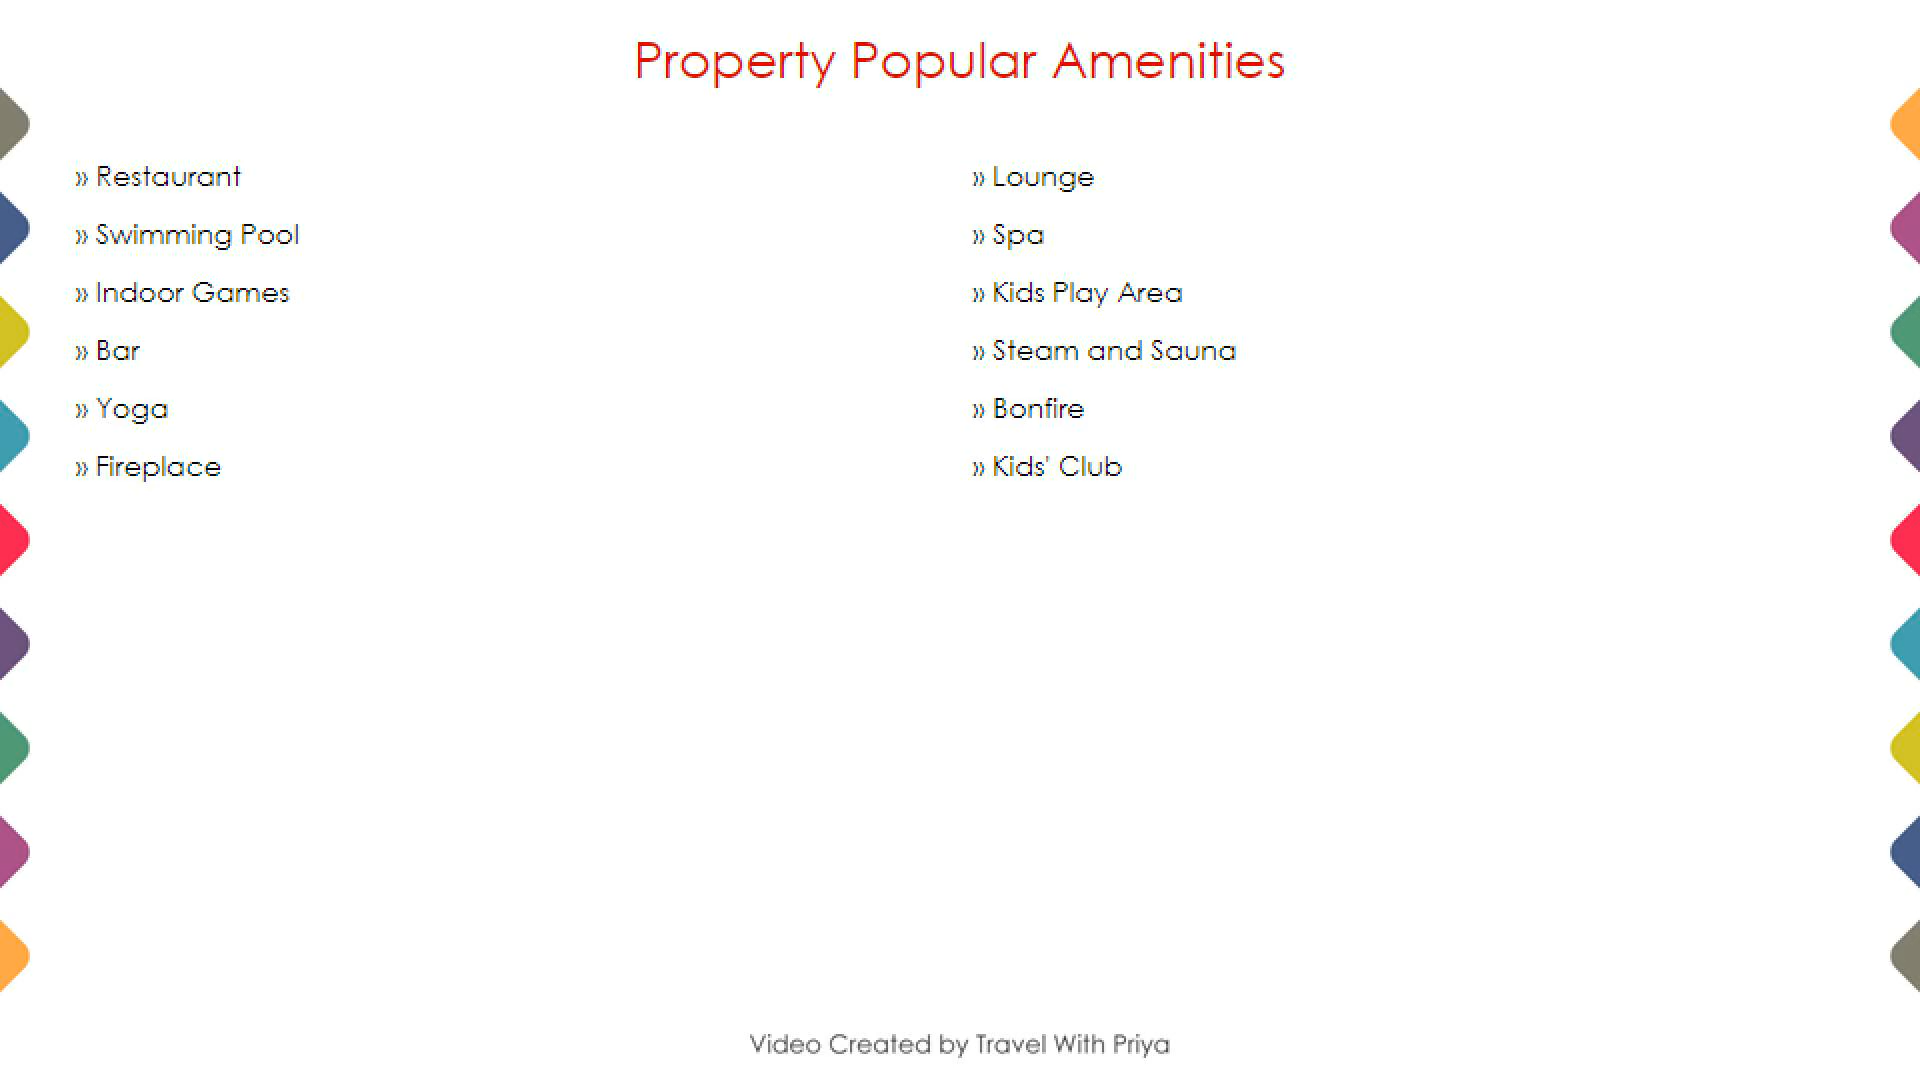 Property Popular Amenities
» Restaurant
» Lounge
» Swimming Pool
» Spa
» Indoor Games
» Kids Play Area
» Bar
» Steam and Sauna
» Yoga
» Bonfire
» Fireplace
» Kids' Club
Video Created by Travel With Priya